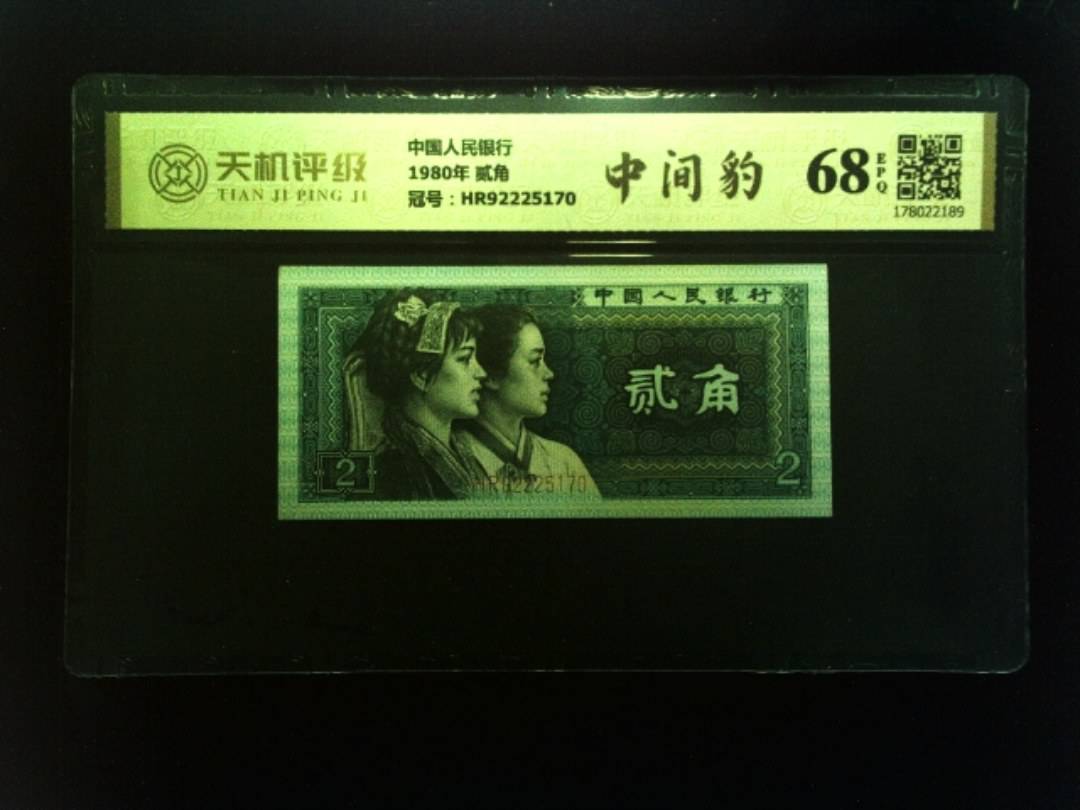 天机评级
TIAN JI PING JI
中国人民银行
1980年 贰角
冠号：HR92225170
中间豹
68
EPQ
178022189
中国人民银行
贰角
2
2
HR92225170